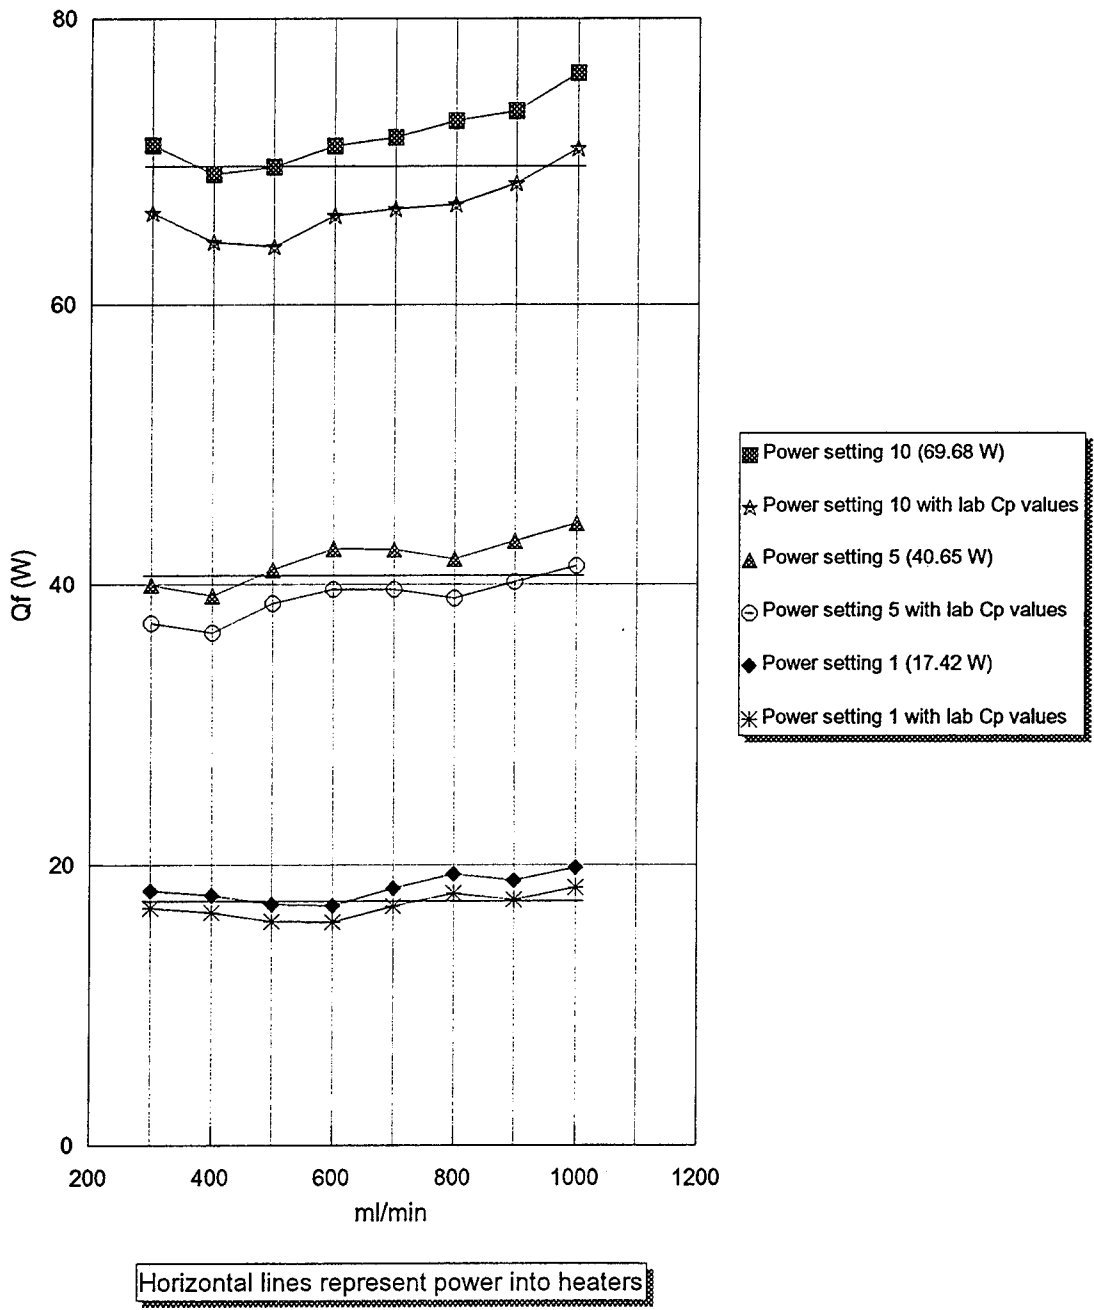 80
60
40
20
0
Qf (W)
200
400
600
800
1000
1200
ml/min
Power setting 10 (69.68 W)
Power setting 10 with lab Cp values
Power setting 5 (40.65 W)
Power setting 5 with lab Cp values
Power setting 1 (17.42 W)
Power setting 1 with lab Cp values
Horizontal lines represent power into heaters